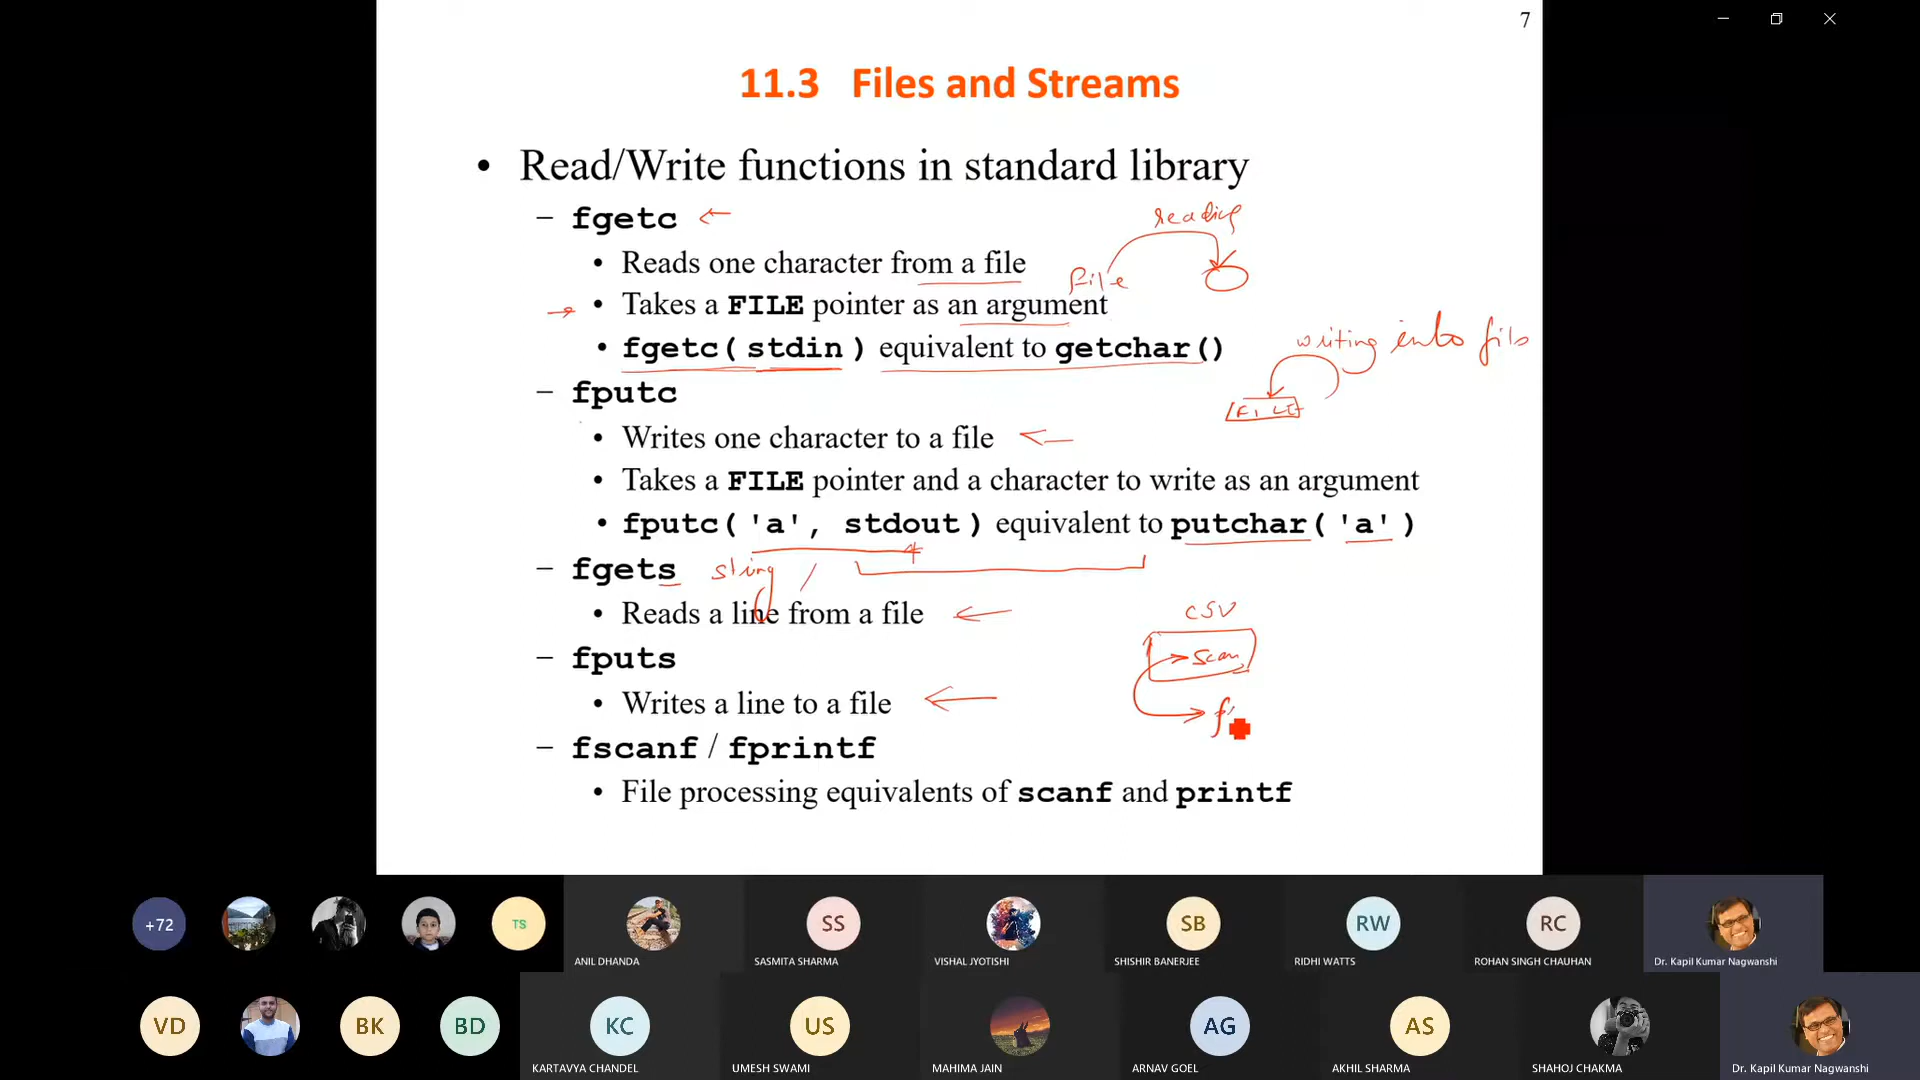 7
11.3 Files and Streams
• Read/Write functions in standard library
– fgetc
reading
• Reads one character from a file
file
• Takes a FILE pointer as an argument
writing into file
• fgetc( stdin ) equivalent to getchar()
– fputc
FILE
• Writes one character to a file
• Takes a FILE pointer and a character to write as an argument
• fputc( 'a', stdout ) equivalent to putchar( 'a' )
– fgets string
• Reads a line from a file
CSV
– fputs
scan
• Writes a line to a file
f
– fscanf / fprintf
• File processing equivalents of scanf and printf
+72
TS
ANIL DHANDA
SS
SASMITA SHARMA
VISHAL JYOTISHI
SB
SHISHIR BANERJEE
RW
RIDHI WATTS
RC
ROHAN SINGH CHAUHAN
Dr. Kapil Kumar Nagwanshi
VD
BK
BD
KC
KARTAVYA CHANDEL
US
UMESH SWAMI
MAHIMA JAIN
AG
ARNAV GOEL
AS
AKHIL SHARMA
SHAHOJ CHAKMA
Dr. Kapil Kumar Nagwanshi